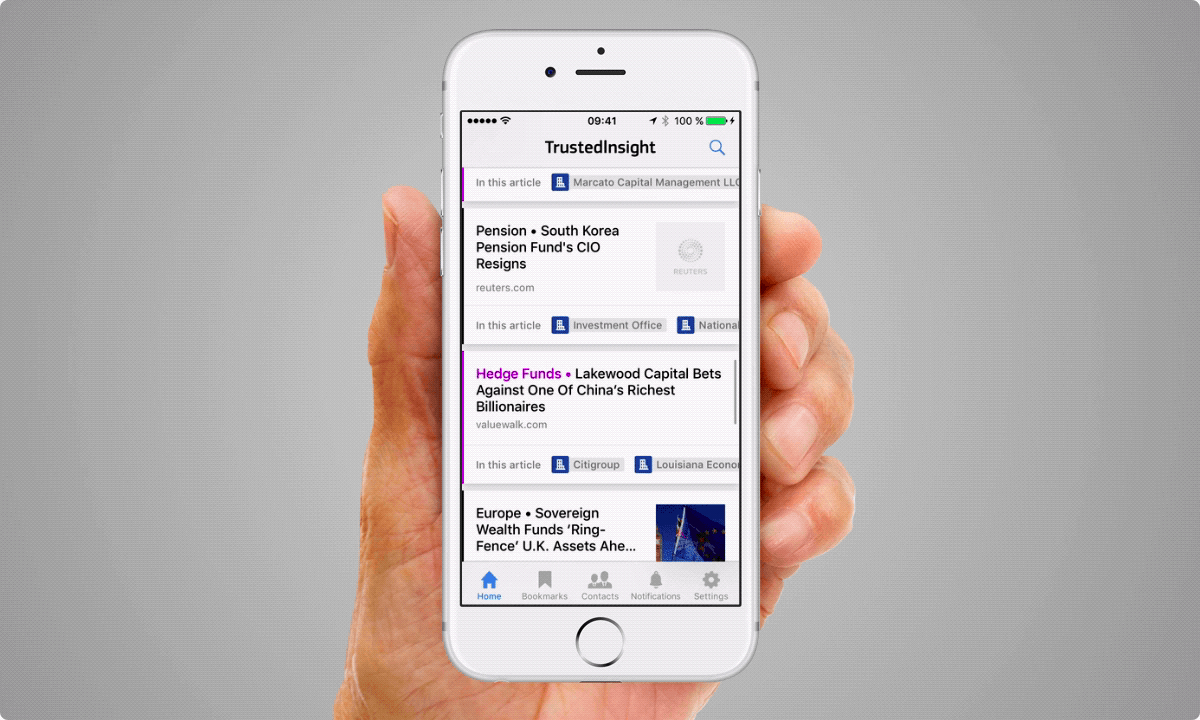 09:41 100 %
TrustedInsight
In this article Marcato Capital Management LLC
Pension • South Korea
Pension Fund's CIO
Resigns
REUTERS
reuters.com
In this article Investment Office National
Hedge Funds • Lakewood Capital Bets
Against One Of China’s Richest
Billionaires
valuewalk.com
In this article Citigroup Louisiana Econo
Europe • Sovereign
Wealth Funds ‘Ring-
Fence’ U.K. Assets Ahe...
Home Bookmarks Contacts Notifications Settings